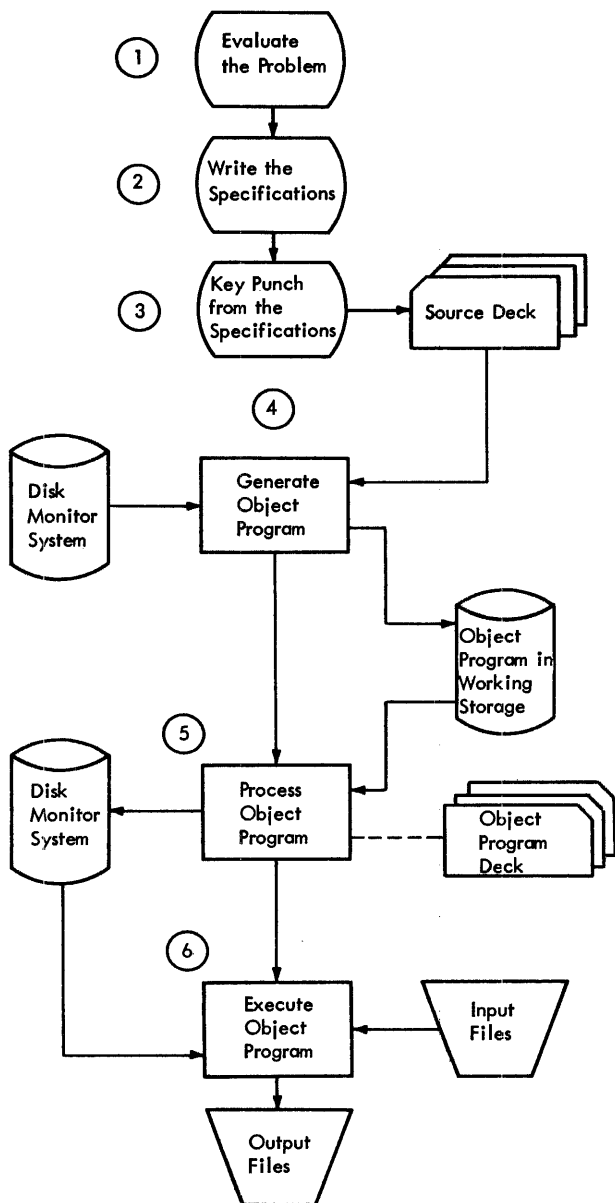 1
Evaluate
the Problem
2
Write the
Specifications
3
Key Punch
from the
Specifications
Source Deck
4
Disk
Monitor
System
Generate
Object
Program
Object
Program in
Working
Storage
5
Disk
Monitor
System
Process
Object
Program
Object
Program
Deck
6
Execute
Object
Program
Input
Files
Output
Files